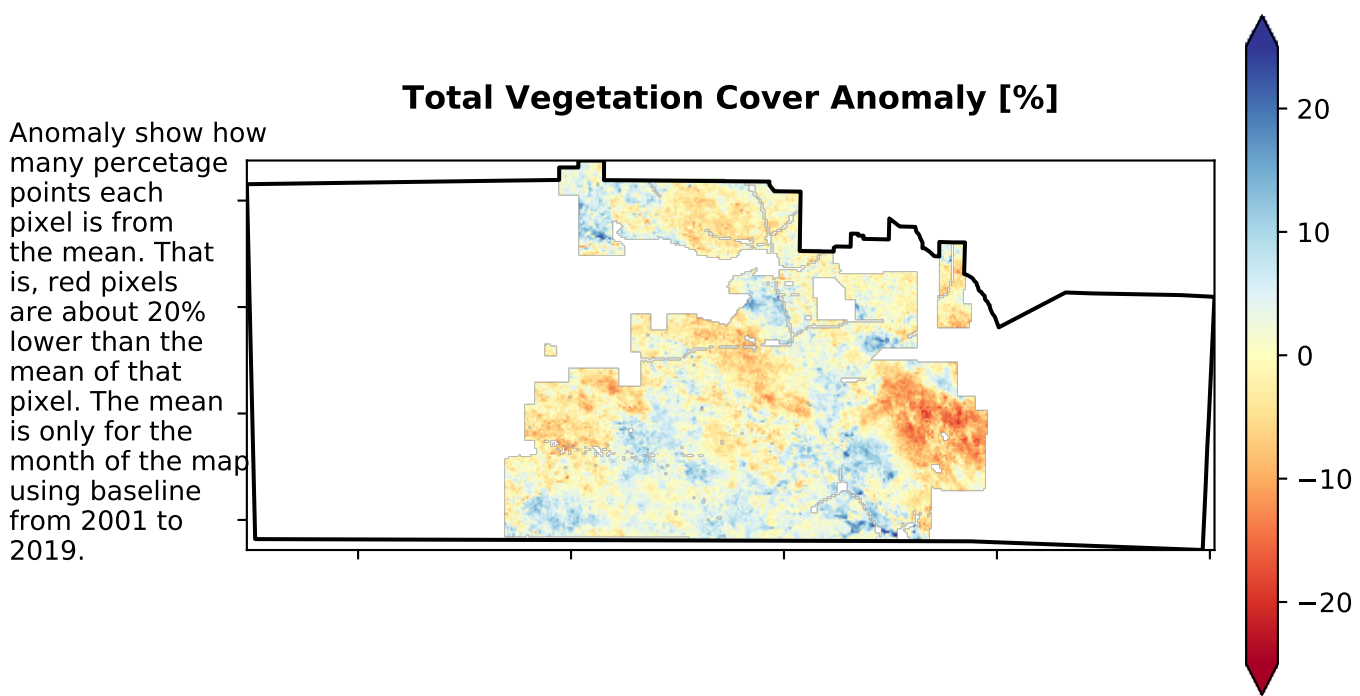 Total Vegetation Cover Anomaly [%]
Anomaly show how
many percetage
points each
pixel is from
the mean. That
is, red pixels
are about 20%
lower than the
mean of that
pixel. The mean
is only for the
month of the map
using baseline
from 2001 to
2019.
20
10
0
−10
−20